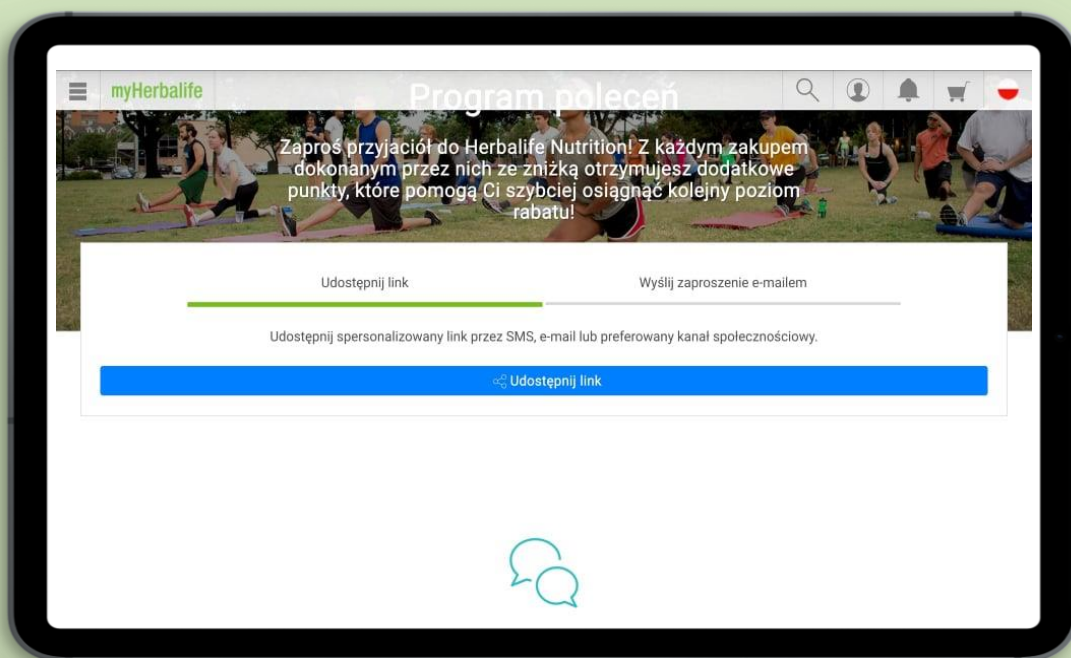 myHerbalife
Program poleceń
Zaproś przyjaciół do Herbalife Nutrition! Z każdym zakupem
dokonanym przez nich ze zniżką otrzymujesz dodatkowe
punkty, które pomogą Ci szybciej osiągnąć kolejny poziom
rabatu!
Udostępnij link
Wyślij zaproszenie e-mailem
Udostępnij spersonalizowany link przez SMS, e-mail lub preferowany kanał społecznościowy.
Udostępnij link